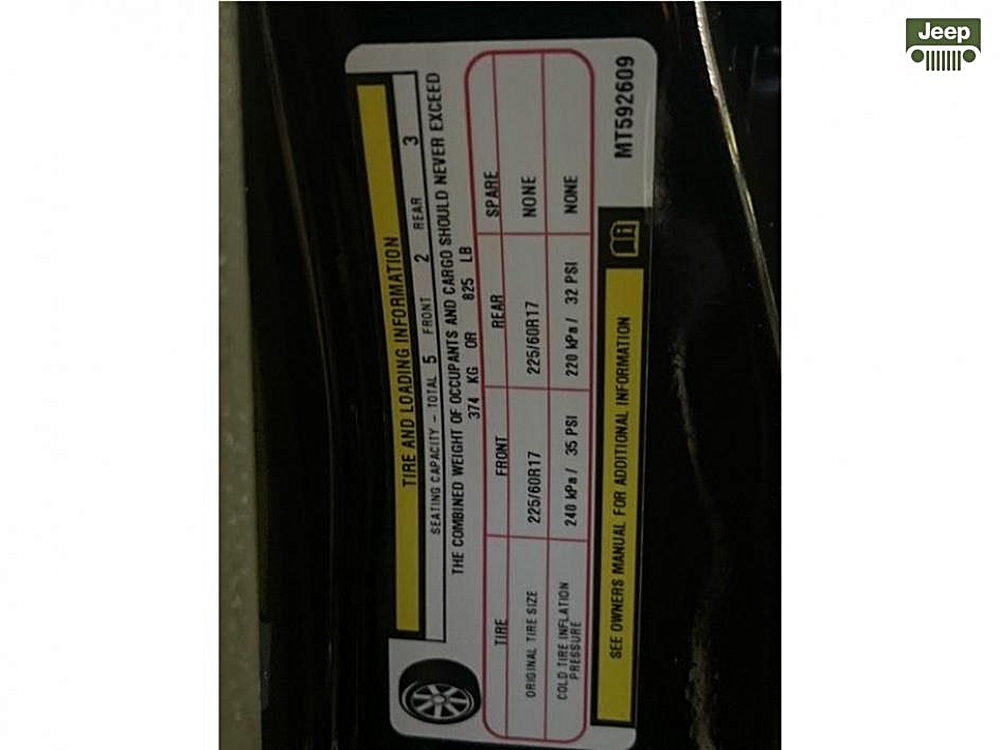 Jeep
TIRE AND LOADING INFORMATION
SEATING CAPACITY – TOTAL 5 FRONT 2 REAR 3
THE COMBINED WEIGHT OF OCCUPANTS AND CARGO SHOULD NEVER EXCEED
374 KG OR 825 LB
TIRE FRONT REAR SPARE
ORIGINAL TIRE SIZE 225/60R17 225/60R17 NONE
COLD TIRE INFLATION
PRESSURE 240 kPa / 35 PSI 220 kPa / 32 PSI NONE
SEE OWNERS MANUAL FOR ADDITIONAL INFORMATION
MT592609